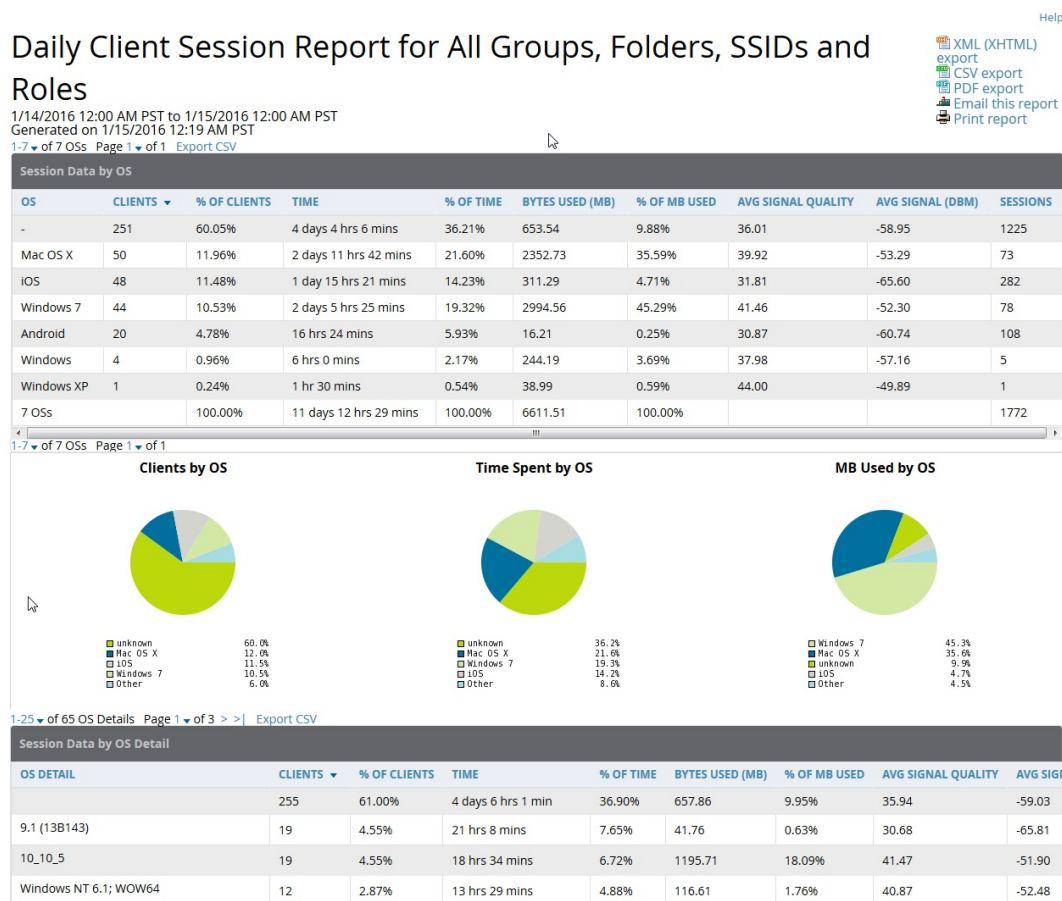 Help
Daily Client Session Report for All Groups, Folders, SSIDs and
Roles
XML (XHTML)
export
CSV export
PDF export
Email this report
Print report
1/14/2016 12:00 AM PST to 1/15/2016 12:00 AM PST
Generated on 1/15/2016 12:19 AM PST
1-7 of 7 OSs Page 1 of 1 Export CSV
Session Data by OS
OS CLIENTS % OF CLIENTS TIME % OF TIME BYTES USED (MB) % OF MB USED AVG SIGNAL QUALITY AVG SIGNAL (DBM) SESSIONS
- 251 60.05% 4 days 4 hrs 6 mins 36.21% 653.54 9.88% 36.01 -58.95 1225
Mac OS X 50 11.96% 2 days 11 hrs 42 mins 21.60% 2352.73 35.59% 39.92 -53.29 73
iOS 48 11.48% 1 day 15 hrs 21 mins 14.23% 311.29 4.71% 31.81 -65.60 282
Windows 7 44 10.53% 2 days 5 hrs 25 mins 19.32% 2994.56 45.29% 41.46 -52.30 78
Android 20 4.78% 16 hrs 24 mins 5.93% 16.21 0.25% 30.87 -60.74 108
Windows 4 0.96% 6 hrs 0 mins 2.17% 244.19 3.69% 37.98 -57.16 5
Windows XP 1 0.24% 1 hr 30 mins 0.54% 38.99 0.59% 44.00 -49.89 1
7 OSs 100.00% 11 days 12 hrs 29 mins 100.00% 6611.51 100.00% 1772
1-7 of 7 OSs Page 1 of 1
Clients by OS
unknown 60.0%
Mac OS X 12.0%
iOS 11.5%
Windows 7 10.5%
Other 6.0%
Time Spent by OS
unknown 36.2%
Mac OS X 21.6%
Windows 7 19.3%
iOS 14.2%
Other 8.6%
MB Used by OS
Windows 7 45.3%
Mac OS X 35.6%
unknown 9.9%
iOS 4.7%
Other 4.5%
1-25 of 65 OS Details Page 1 of 3 > >| Export CSV
Session Data by OS Detail
OS DETAIL CLIENTS % OF CLIENTS TIME % OF TIME BYTES USED (MB) % OF MB USED AVG SIGNAL QUALITY AVG SIG
255 61.00% 4 days 6 hrs 1 min 36.90% 657.86 9.95% 35.94 -59.03
9.1 (13B143) 19 4.55% 21 hrs 8 mins 7.65% 41.76 0.63% 30.68 -65.81
10_10_5 19 4.55% 18 hrs 34 mins 6.72% 1195.71 18.09% 41.47 -51.90
Windows NT 6.1; WOW64 12 2.87% 13 hrs 29 mins 4.88% 116.61 1.76% 40.87 -52.48